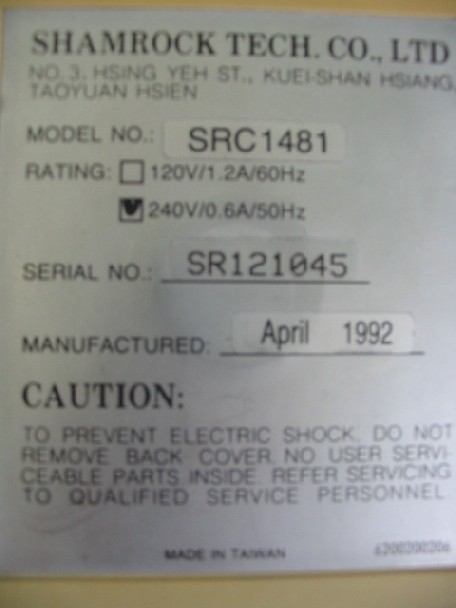 SHAMROCK TECH. CO., LTD
NO. 3, HSING YEH ST., KUEI-SHAN HSIANG,
TAOYUAN HSIEN
MODEL NO.: SRC1481
RATING: 120V/1.2A/60Hz
240V/0.6A/50Hz
SERIAL NO.: SR121045
MANUFACTURED: April 1992
CAUTION:
TO PREVENT ELECTRIC SHOCK, DO NOT
REMOVE BACK COVER. NO USER SERVI-
CEABLE PARTS INSIDE. REFER SERVICING
TO QUALIFIED SERVICE PERSONNEL.
MADE IN TAIWAN